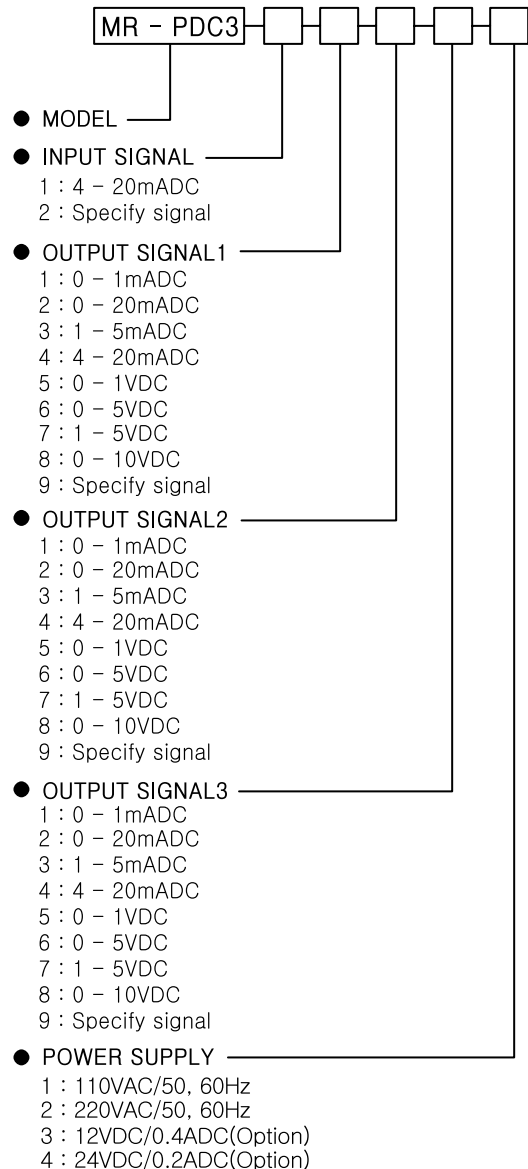 MR - PDC3
● MODEL
● INPUT SIGNAL
1 : 4 - 20mADC
2 : Specify signal
● OUTPUT SIGNAL1
1 : 0 - 1mADC
2 : 0 - 20mADC
3 : 1 - 5mADC
4 : 4 - 20mADC
5 : 0 - 1VDC
6 : 0 - 5VDC
7 : 1 - 5VDC
8 : 0 - 10VDC
9 : Specify signal
● OUTPUT SIGNAL2
1 : 0 - 1mADC
2 : 0 - 20mADC
3 : 1 - 5mADC
4 : 4 - 20mADC
5 : 0 - 1VDC
6 : 0 - 5VDC
7 : 1 - 5VDC
8 : 0 - 10VDC
9 : Specify signal
● OUTPUT SIGNAL3
1 : 0 - 1mADC
2 : 0 - 20mADC
3 : 1 - 5mADC
4 : 4 - 20mADC
5 : 0 - 1VDC
6 : 0 - 5VDC
7 : 1 - 5VDC
8 : 0 - 10VDC
9 : Specify signal
● POWER SUPPLY
1 : 110VAC/50, 60Hz
2 : 220VAC/50, 60Hz
3 : 12VDC/0.4ADC(Option)
4 : 24VDC/0.2ADC(Option)